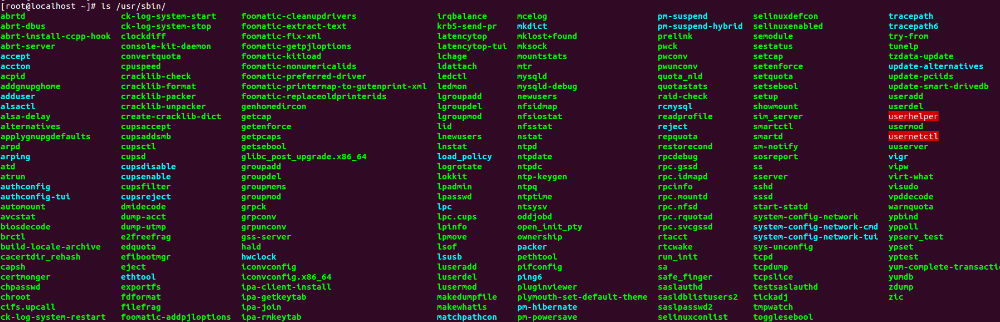 [root@localhost ~]# ls /usr/sbin/
abrtd ck-log-system-start foomatic-cleanupdrivers irqbalance mcelog pm-suspend selinuxdefcon tracepath
abrt-dbus ck-log-system-stop foomatic-extract-text krb5-send-pr mkdict pm-suspend-hybrid selinuxenabled tracepath6
abrt-install-ccpp-hook clockdiff foomatic-fix-xml latencytop mklost+found prelink semodule try-from
abrt-server console-kit-daemon foomatic-getpjloptions latencytop-tui mksock pwck sestatus tunelp
accept convertquota foomatic-kitload lchage mountstats pwconv setcap tzdata-update
accton cpuspeed foomatic-nonumericalids ldattach mtr pwunconv setenforce update-alternatives
acpid cracklib-check foomatic-preferred-driver ledctl mysqld quota_nld setquota update-pciids
addgnupghome cracklib-format foomatic-printermap-to-gutenprint-xml ledmon mysqld-debug quotastats setsebool update-smart-drivedb
adduser cracklib-packer foomatic-replaceoldprinterids lgroupadd newusers raid-check setup useradd
alsactl cracklib-unpacker genhomedircon lgroupdel nfsidmap rcmysql showmount userdel
alsa-delay create-cracklib-dict getcap lgroupmod nfsiostat readprofile sim_server userhelper
alternatives cupsaccept getenforce lid nfsstat reject smartctl usermod
applygnupgdefaults cupsaddsmb getpcaps lnewusers nstat repquota smartd usernetctl
arpd cupsctl getsebool lnstat ntpd restorecond sm-notify uuserver
arping cupsd glibc_post_upgrade.x86_64 load_policy ntpdate rpcdebug sosreport vigr
atd cupsdisable groupadd logrotate ntpdc rpc.gssd ss vipw
atrun cupsenable groupdel lokkit ntp-keygen rpc.idmapd sserver virt-what
authconfig cupsfilter groupmems lpadmin ntpq rpcinfo sshd visudo
authconfig-tui cupsreject groupmod lpasswd ntptime rpc.mountd sssd vpddecode
automount dmidecode grpck lpc ntsysv rpc.nfsd start-statd warnquota
avcstat dump-acct grpconv lpc.cups oddjobd rpc.rquotad system-config-network ypbind
biosdecode dump-utmp grpunconv lpinfo open_init_pty rpc.svcgssd system-config-network-cmd yppoll
brctl e2freefrag gss-server lpmove ownership rtacct system-config-network-tui ypserv_test
build-locale-archive edquota hald lsof packer rtcwake sys-unconfig ypset
cacertdir_rehash efibootmgr hwclock lsusb pethtool run_init tcpd yptest
capsh eject iconvconfig luseradd pifconfig sa tcpdump yum-complete-transacti
certmonger ethtool iconvconfig.x86_64 luserdel ping6 safe_finger tcpslice yumdb
chpasswd exportfs ipa-client-install lusermod pluginviewer saslauthd testsaslauthd zdump
chroot fdformat ipa-getkeytab makedumpfile plymouth-set-default-theme sasldblistusers2 tickadj zic
cifs.upcall filefrag ipa-join makewhatis pm-hibernate saslpasswd2 tmpwatch
ck-log-system-restart foomatic-addpjloptions ipa-rmkeytab matchpathcon pm-powersave selinuxconlist togglesebool